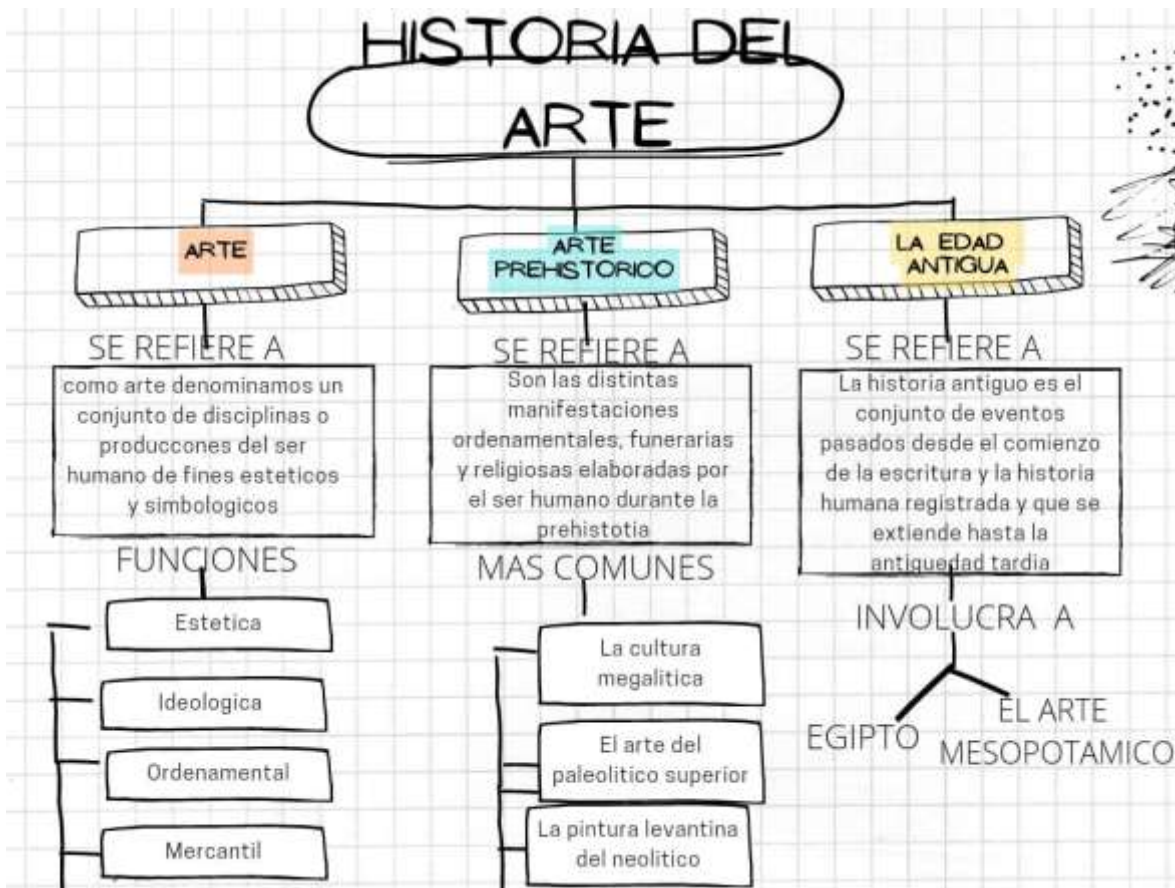 HISTORIA DEL
ARTE
ARTE
SE REFIERE A
como arte denominamos un
conjunto de disciplinas o
produccones del ser
humano de fines esteticos
y simbologicos
FUNCIONES
Estetica
Ideologica
Ordenamental
Mercantil
ARTE
PREHISTORICO
SE REFIERE A
Son las distintas
manifestaciones
ordenamentales, funerarias
y religiosas elaboradas por
el ser humano durante la
prehistotia
MAS COMUNES
La cultura
megalitica
El arte del
paleolitico superior
La pintura levantina
del neolitico
LA EDAD
ANTIGUA
SE REFIERE A
La historia antiguo es el
conjunto de eventos
pasados desde el comienzo
de la escritura y la historia
humana registrada y que se
extiende hasta la
antiguedad tardia
INVOLUCRA A
EGIPTO
EL ARTE
MESOPOTAMICO